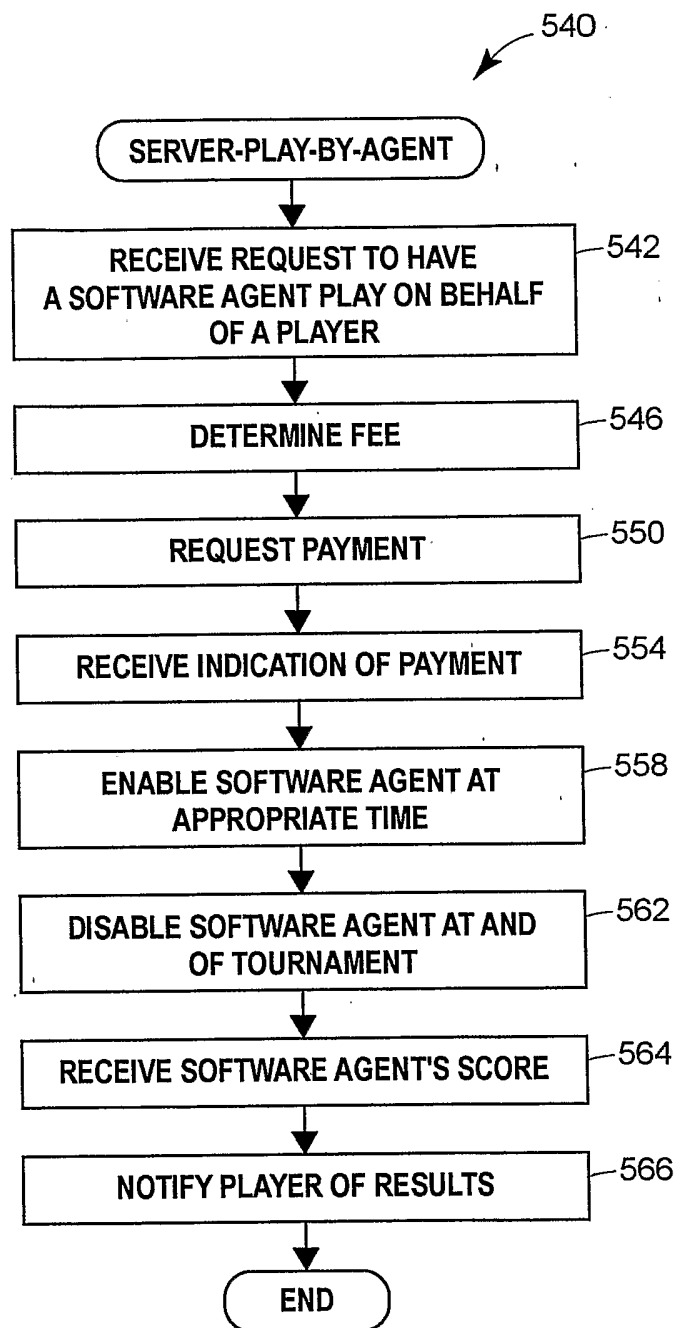 540
SERVER-PLAY-BY-AGENT
RECEIVE REQUEST TO HAVE
A SOFTWARE AGENT PLAY ON BEHALF
OF A PLAYER
542
DETERMINE FEE
546
REQUEST PAYMENT
550
RECEIVE INDICATION OF PAYMENT
554
ENABLE SOFTWARE AGENT AT
APPROPRIATE TIME
558
DISABLE SOFTWARE AGENT AT AND
OF TOURNAMENT
562
RECEIVE SOFTWARE AGENT'S SCORE
564
NOTIFY PLAYER OF RESULTS
566
END